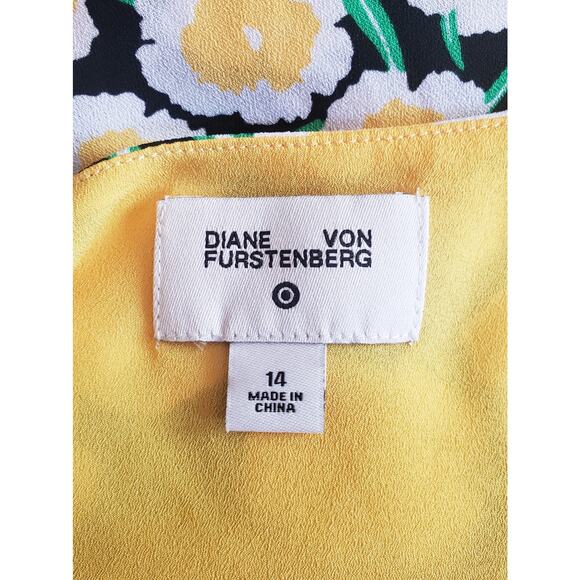 DIANE VON
FURSTENBERG
14
MADE IN
CHINA